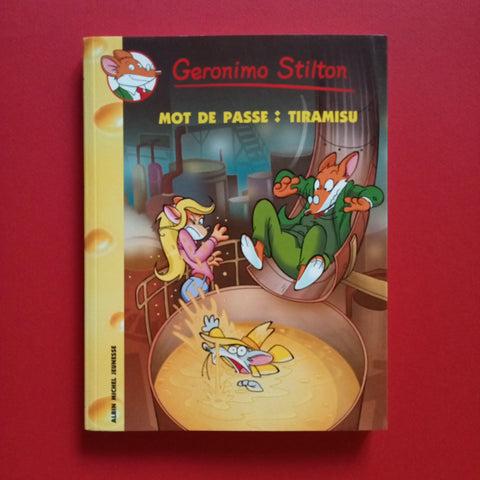 Geronimo Stilton
MOT DE PASSE : TIRAMISU
ALBIN MICHEL JEUNESSE